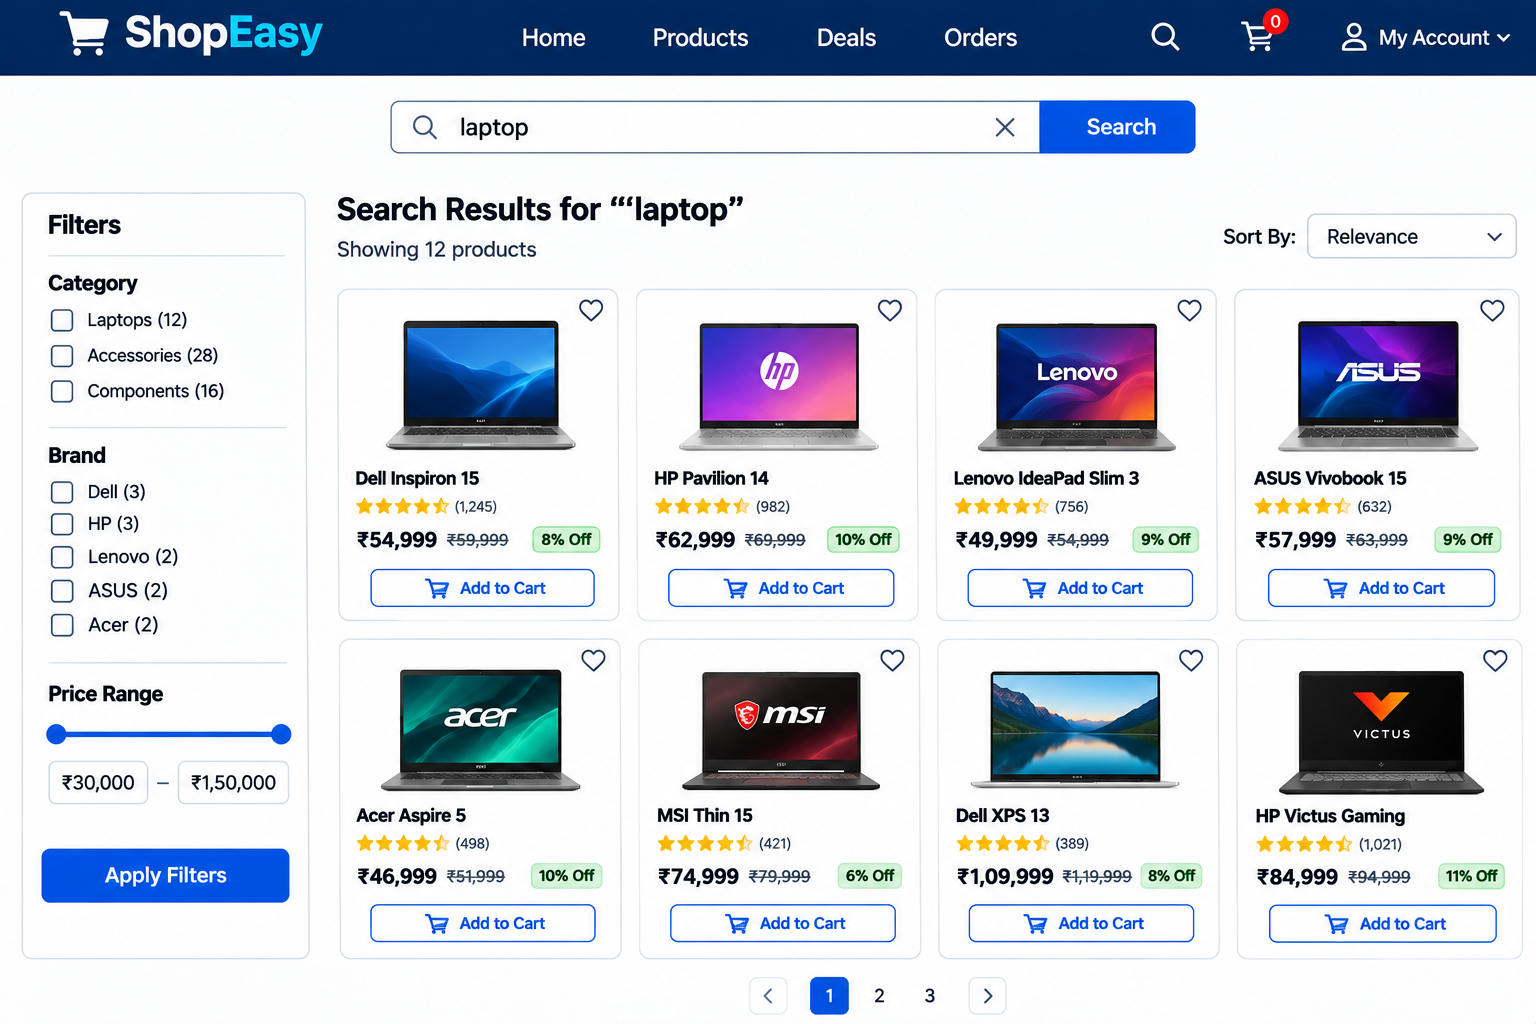 ShopEasy
Home
Products
Deals
Orders
0
My Account
laptop
Search
Filters
Category
Laptops (12)
Accessories (28)
Components (16)
Brand
Dell (3)
HP (3)
Lenovo (2)
ASUS (2)
Acer (2)
Price Range
₹30,000 – ₹1,50,000
Apply Filters
Search Results for “‘laptop”
Showing 12 products
Sort By: Relevance
Dell Inspiron 15
(1,245)
₹54,999 ₹59,999 8% Off
Add to Cart
hp
HP Pavilion 14
(982)
₹62,999 ₹69,999 10% Off
Add to Cart
Lenovo
Lenovo IdeaPad Slim 3
(756)
₹49,999 ₹54,999 9% Off
Add to Cart
ASUS
ASUS Vivobook 15
(632)
₹57,999 ₹63,999 9% Off
Add to Cart
acer
Acer Aspire 5
(498)
₹46,999 ₹51,999 10% Off
Add to Cart
msi
MSI Thin 15
(421)
₹74,999 ₹79,999 6% Off
Add to Cart
Dell XPS 13
(389)
₹1,09,999 ₹1,19,999 8% Off
Add to Cart
VICTUS
HP Victus Gaming
(1,021)
₹84,999 ₹94,999 11% Off
Add to Cart
1 2 3